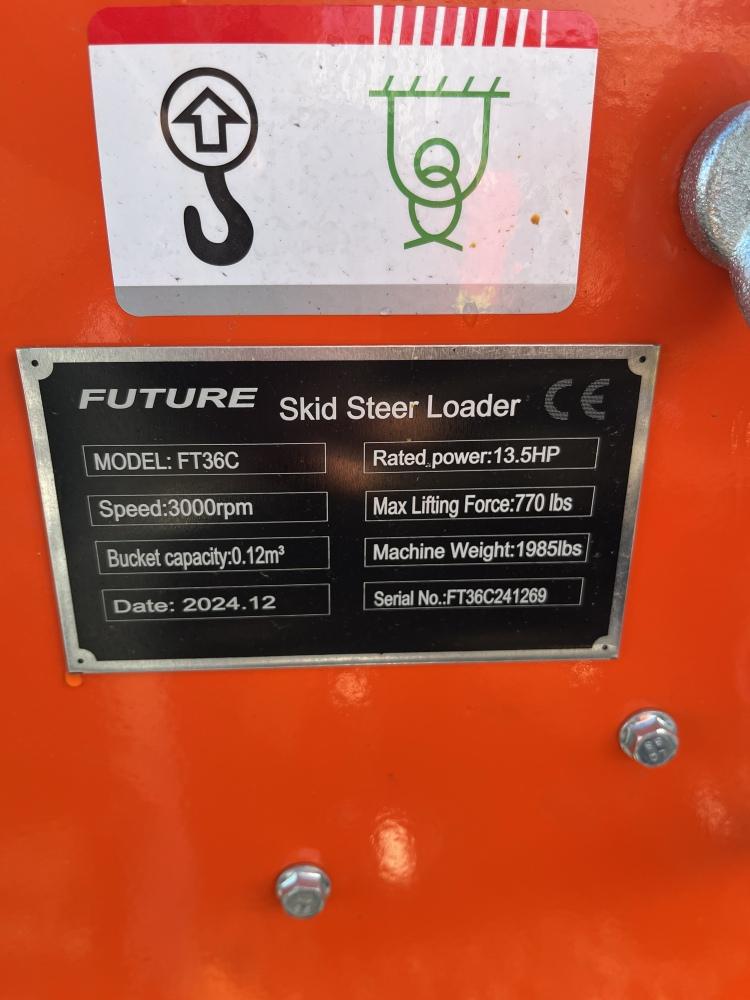 FUTURE Skid Steer Loader CE
MODEL: FT36C
Rated power:13.5HP
Speed:3000rpm
Max Lifting Force:770 lbs
Bucket capacity:0.12m³
Machine Weight:1985lbs
Date: 2024.12
Serial No.:FT36C241269